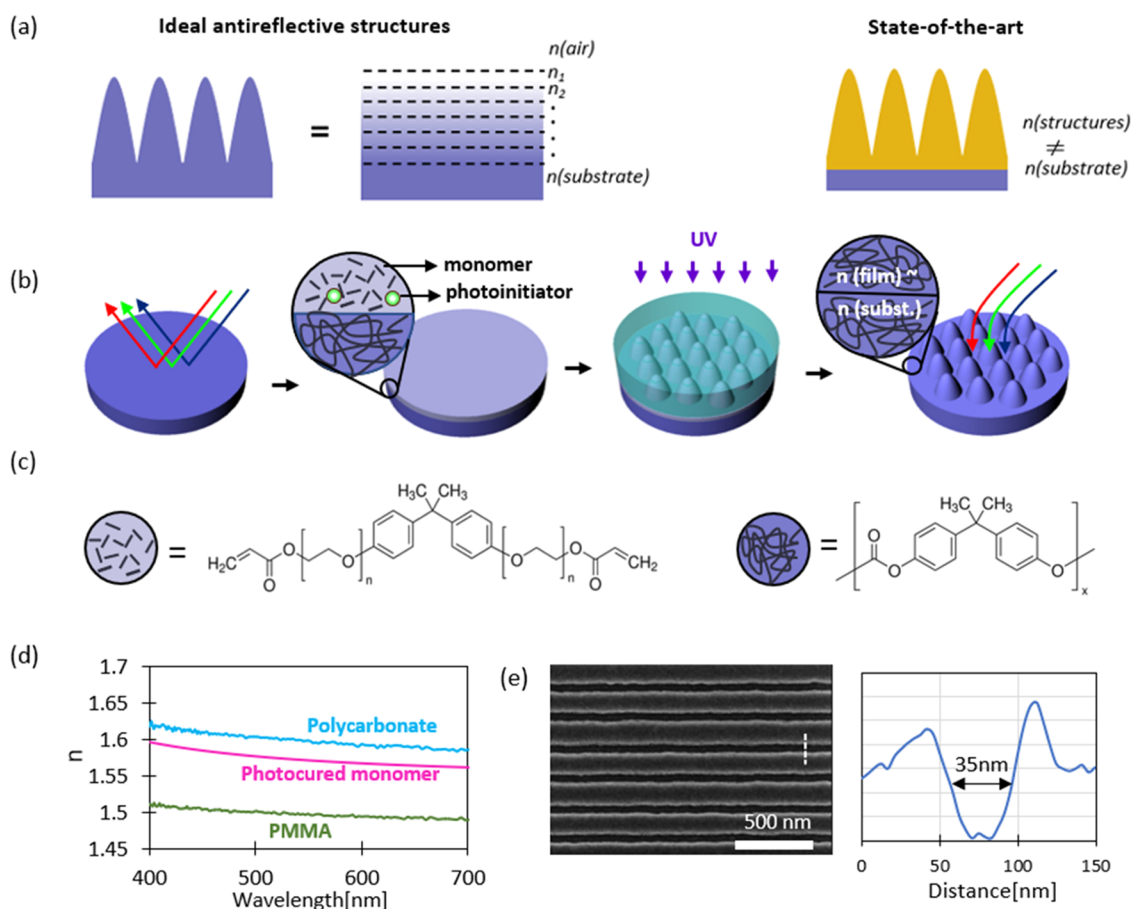 (a)
Ideal antireflective structures
State-of-the-art
n(air)
n1
n2
=
n(substrate)
n(structures)
≠
n(substrate)
(b)
monomer
photoinitiator
UV
n (film) ~
n (subst.)
(c)
=
H₃C CH₃
H₂C
O
O
O
n
O
n
O
O
CH₂
=
H₃C CH₃
O
O
O
x
(d)
1.7
1.65
1.6
1.55
1.5
1.45
n
Polycarbonate
Photocured monomer
PMMA
400 500 600 700
Wavelength[nm]
(e)
500 nm
35nm
0 50 100 150
Distance[nm]